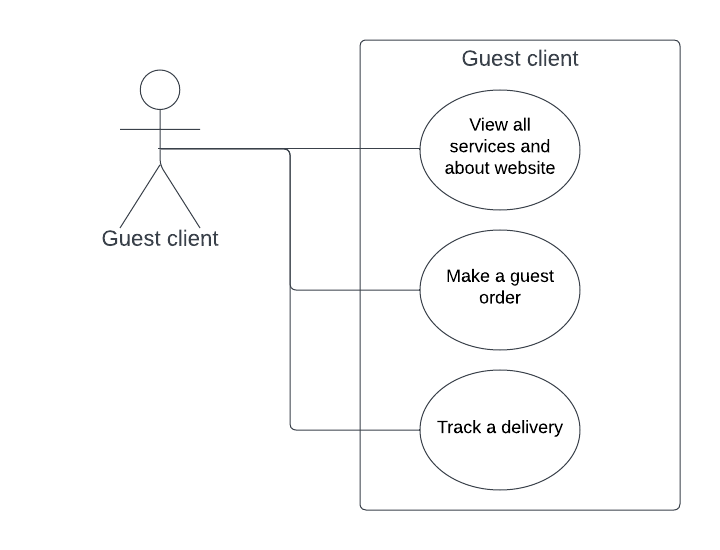 Guest client
View all
services and
about website
Guest client
Make a guest
order
Track a delivery